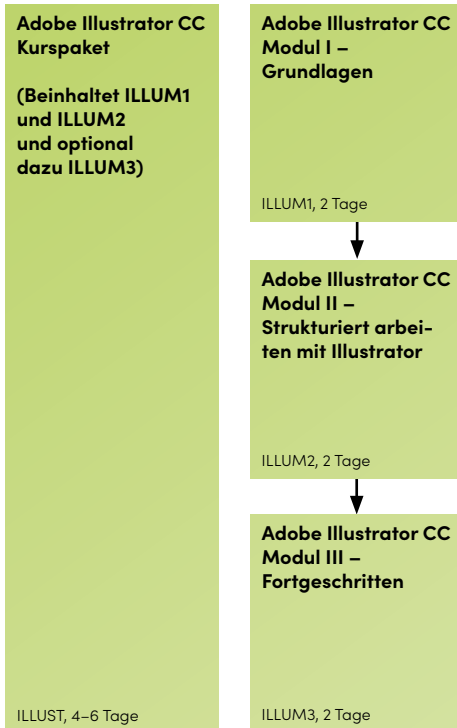 Adobe Illustrator CC
Kurspaket
(Beinhaltet ILLUM1
und ILLUM2
und optional
dazu ILLUM3)
ILLUST, 4–6 Tage
Adobe Illustrator CC
Modul I –
Grundlagen
ILLUM1, 2 Tage
Adobe Illustrator CC
Modul II –
Strukturiert arbei-
ten mit Illustrator
ILLUM2, 2 Tage
Adobe Illustrator CC
Modul III –
Fortgeschritten
ILLUM3, 2 Tage